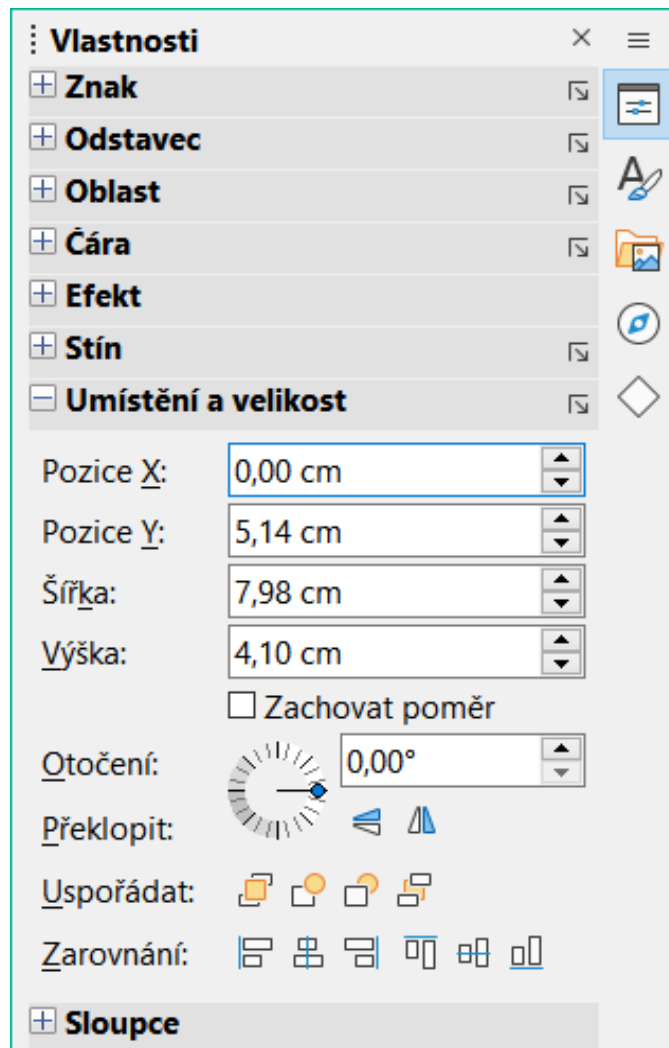 Vlastnosti
Znak
Odstavec
Oblast
Čára
Efekt
Stín
Umístění a velikost
Pozice X: 0,00 cm
Pozice Y: 5,14 cm
Šířka: 7,98 cm
Výška: 4,10 cm
Zachovat poměr
Otočení: 0,00°
Překlopit:
Uspořádat:
Zarovnání:
Sloupce